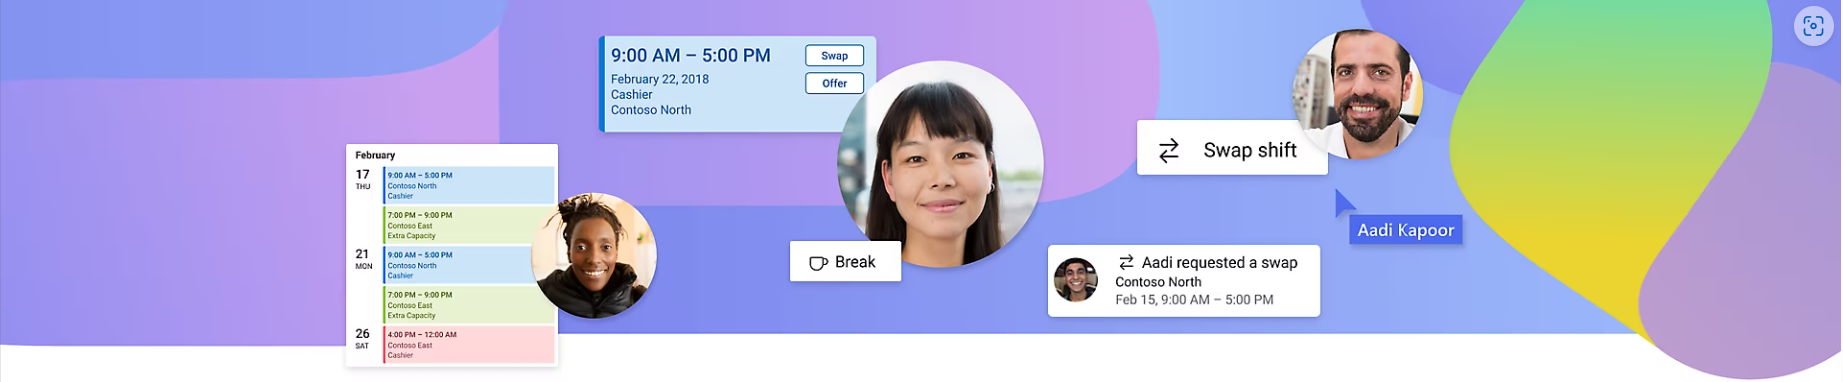 February
17
THU
9:00 AM – 5:00 PM
Contoso North
Cashier
7:00 PM – 9:00 PM
Contoso East
Extra Capacity
21
MON
9:00 AM – 5:00 PM
Contoso North
Cashier
7:00 PM – 9:00 PM
Contoso East
Extra Capacity
26
SAT
4:00 PM – 12:00 AM
Contoso East
Cashier
9:00 AM – 5:00 PM
February 22, 2018
Cashier
Contoso North
Swap
Offer
Break
Swap shift
Aadi Kapoor
Aadi requested a swap
Contoso North
Feb 15, 9:00 AM – 5:00 PM